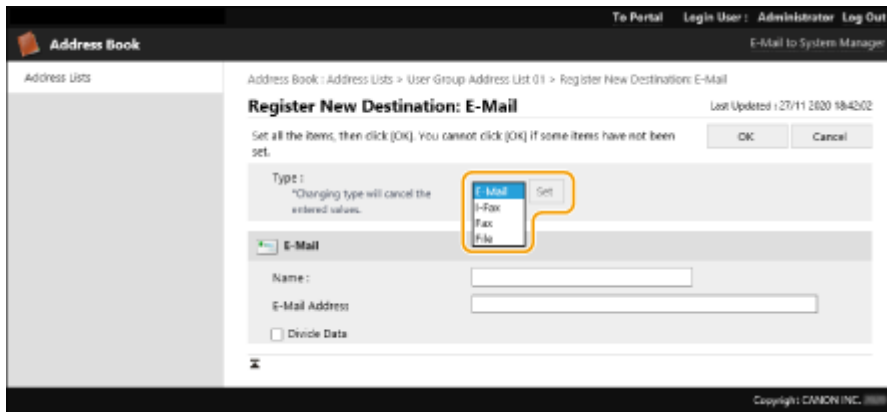 To Portal Login User : Administrator Log Out
Address Book E-Mail to System Manager
Address Lists
Address Book : Address Lists > User Group Address List 01 > Register New Destination: E-Mail
Register New Destination: E-Mail Last Updated : 27/11 2020 18:42:02
Set all the items, then click [OK]. You cannot click [OK] if some items have not been
set.
OK Cancel
Type :
*Changing type will cancel the
entered values.
E-Mail Set
I-Fax
Fax
File
E-Mail
Name :
E-Mail Address
Divide Data
Copyright CANON INC.